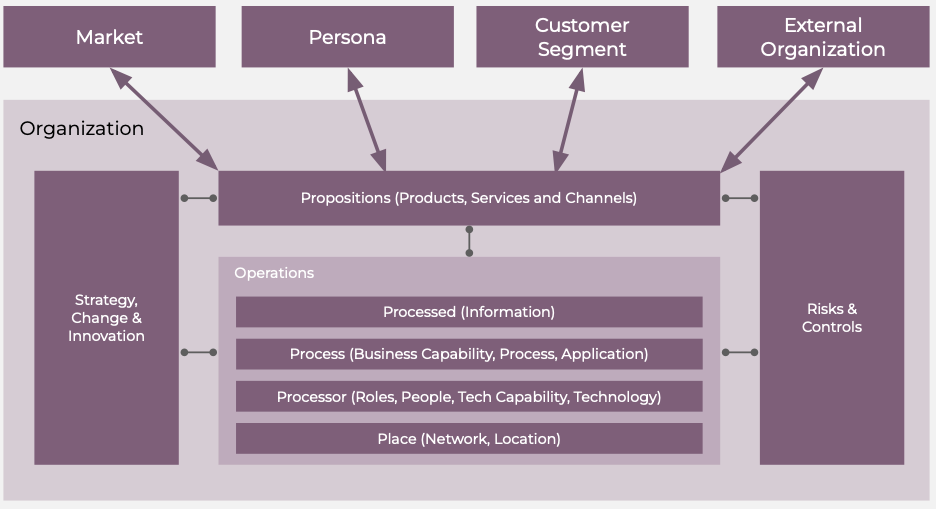 Market
Persona
Customer
Segment
External
Organization
Organization
Propositions (Products, Services and Channels)
Strategy,
Change &
Innovation
Operations
Processed (Information)
Process (Business Capability, Process, Application)
Processor (Roles, People, Tech Capability, Technology)
Place (Network, Location)
Risks &
Controls